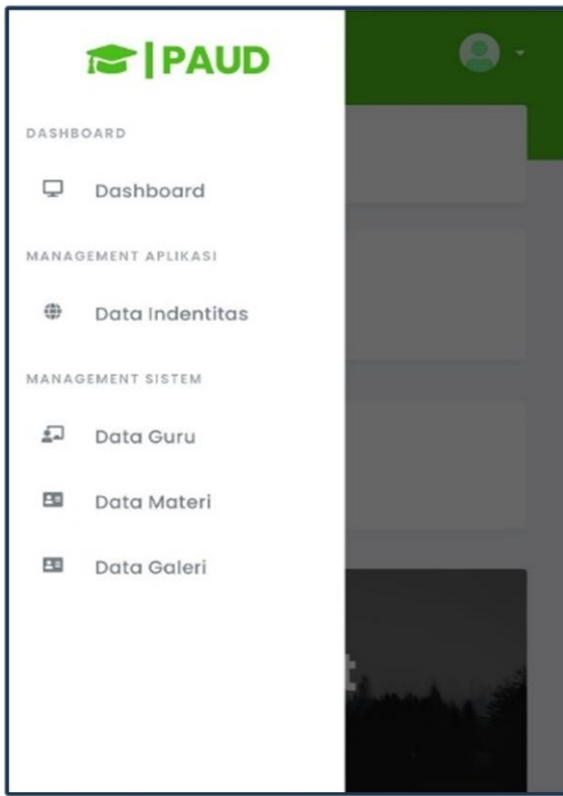 | PAUD
DASHBOARD
Dashboard
MANAGEMENT APLIKASI
Data Indentitas
MANAGEMENT SISTEM
Data Guru
Data Materi
Data Galeri
t